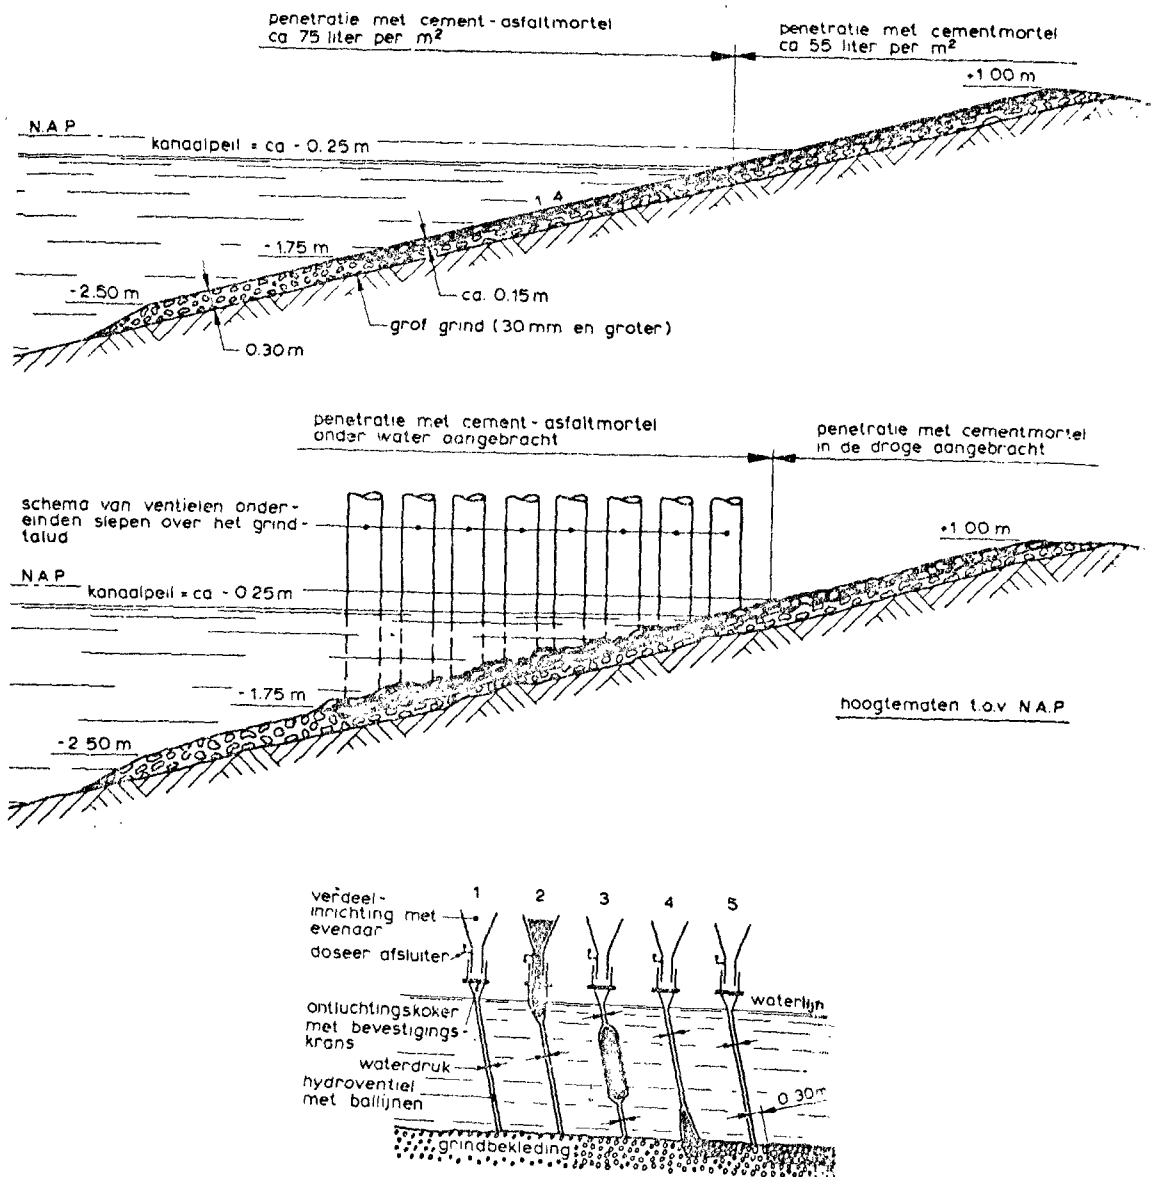 penetratie met cement-asfaltmortel
ca 75 liter per m²
penetratie met cementmortel
ca 55 liter per m²
+1 00 m
N.A.P
kanaalpeil = ca - 0.25 m
1 4
-1.75 m
-2.50 m
ca. 0.15 m
grof grind (30 mm en groter)
0.30 m
penetratie met cement-asfaltmortel
onder water aangebracht
penetratie met cementmortel
in de droge aangebracht
schema van ventielen onder-
einden slepen over het grind-
talud
+1 00 m
N.A.P.
kanaalpeil = ca - 0 25 m
-1.75 m
-2 50 m
hoogtematen t.o.v N A.P
verdeel-
inrichting met
evenaar
1 2 3 4 5
doseer afsluiter
ontluchtingskoker
met bevestigings-
krans
waterlijn
waterdruk
hydroventiel
met ballijnen
0.30 m
grindbekleding